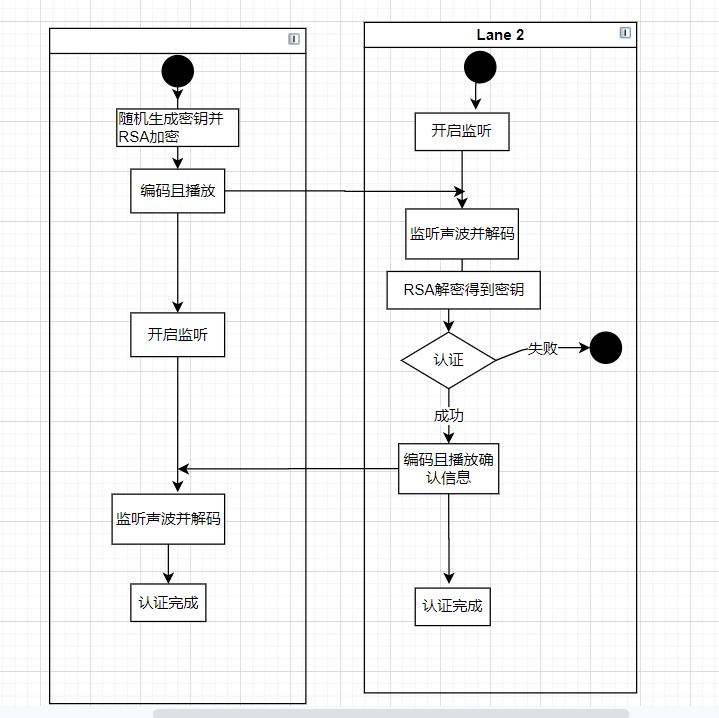 随机生成密钥并
RSA加密
编码且播放
开启监听
监听声波并解码
认证完成
Lane 2
开启监听
监听声波并解码
RSA解密得到密钥
认证
失败
成功
编码且播放确
认信息
认证完成